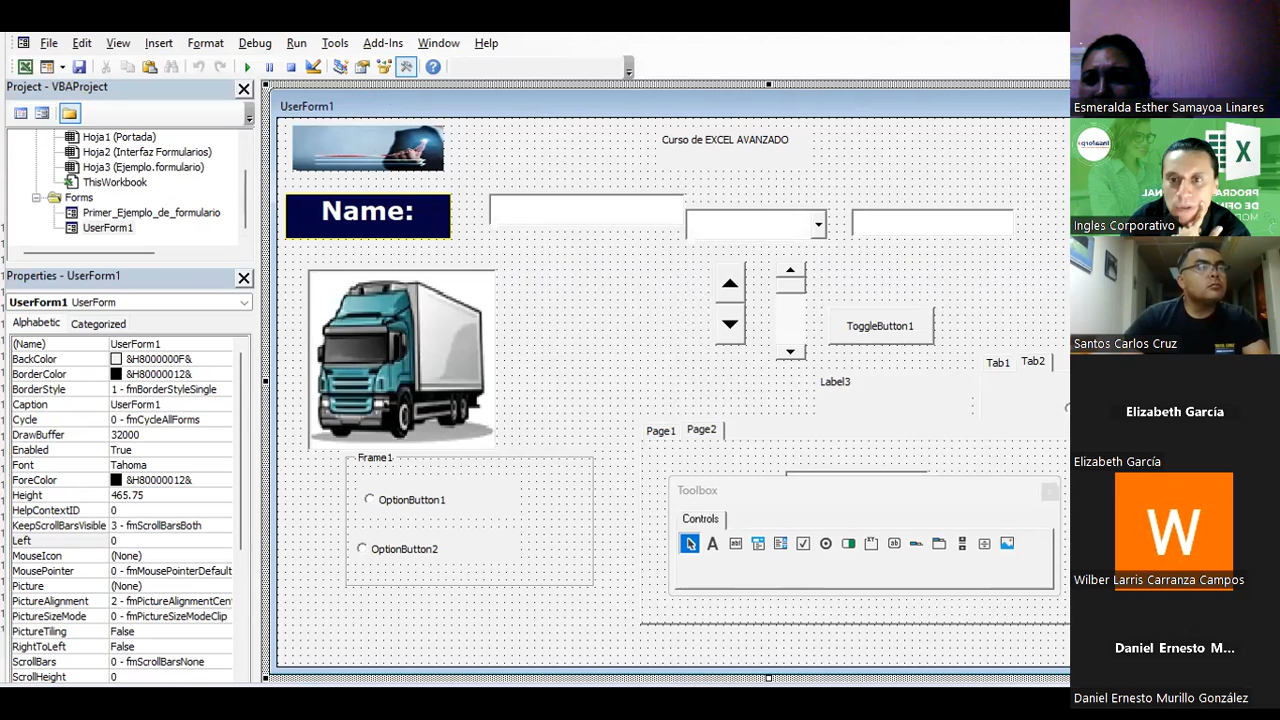 File Edit View Insert Format Debug Run Tools Add-Ins Window Help
Project - VBAProject
Hoja1 (Portada)
Hoja2 (Interfaz Formularios)
Hoja3 (Ejemplo.formulario)
ThisWorkbook
Forms
Primer_Ejemplo_de_formulario
UserForm1
Properties - UserForm1
UserForm1 UserForm
Alphabetic Categorized
(Name) UserForm1
BackColor &H8000000F&
BorderColor &H80000012&
BorderStyle 1 - fmBorderStyleSingle
Caption UserForm1
Cycle 0 - fmCycleAllForms
DrawBuffer 32000
Enabled True
Font Tahoma
ForeColor &H80000012&
Height 465.75
HelpContextID 0
KeepScrollBarsVisible 3 - fmScrollBarsBoth
Left 0
MouseIcon (None)
MousePointer 0 - fmMousePointerDefault
Picture (None)
PictureAlignment 2 - fmPictureAlignmentCen
PictureSizeMode 0 - fmPictureSizeModeClip
PictureTiling False
RightToLeft False
ScrollBars 0 - fmScrollBarsNone
ScrollHeight 0
UserForm1
Curso de EXCEL AVANZADO
Name:
ToggleButton1
Tab1 Tab2
Label3
Page1 Page2
Frame1
OptionButton1
OptionButton2
Toolbox
Controls
Esmeralda Esther Samayoa Linares
Ingles Corporativo
Santos Carlos Cruz
Elizabeth García
Elizabeth García
W
Wilber Larris Carranza Campos
Daniel Ernesto M...
Daniel Ernesto Murillo González